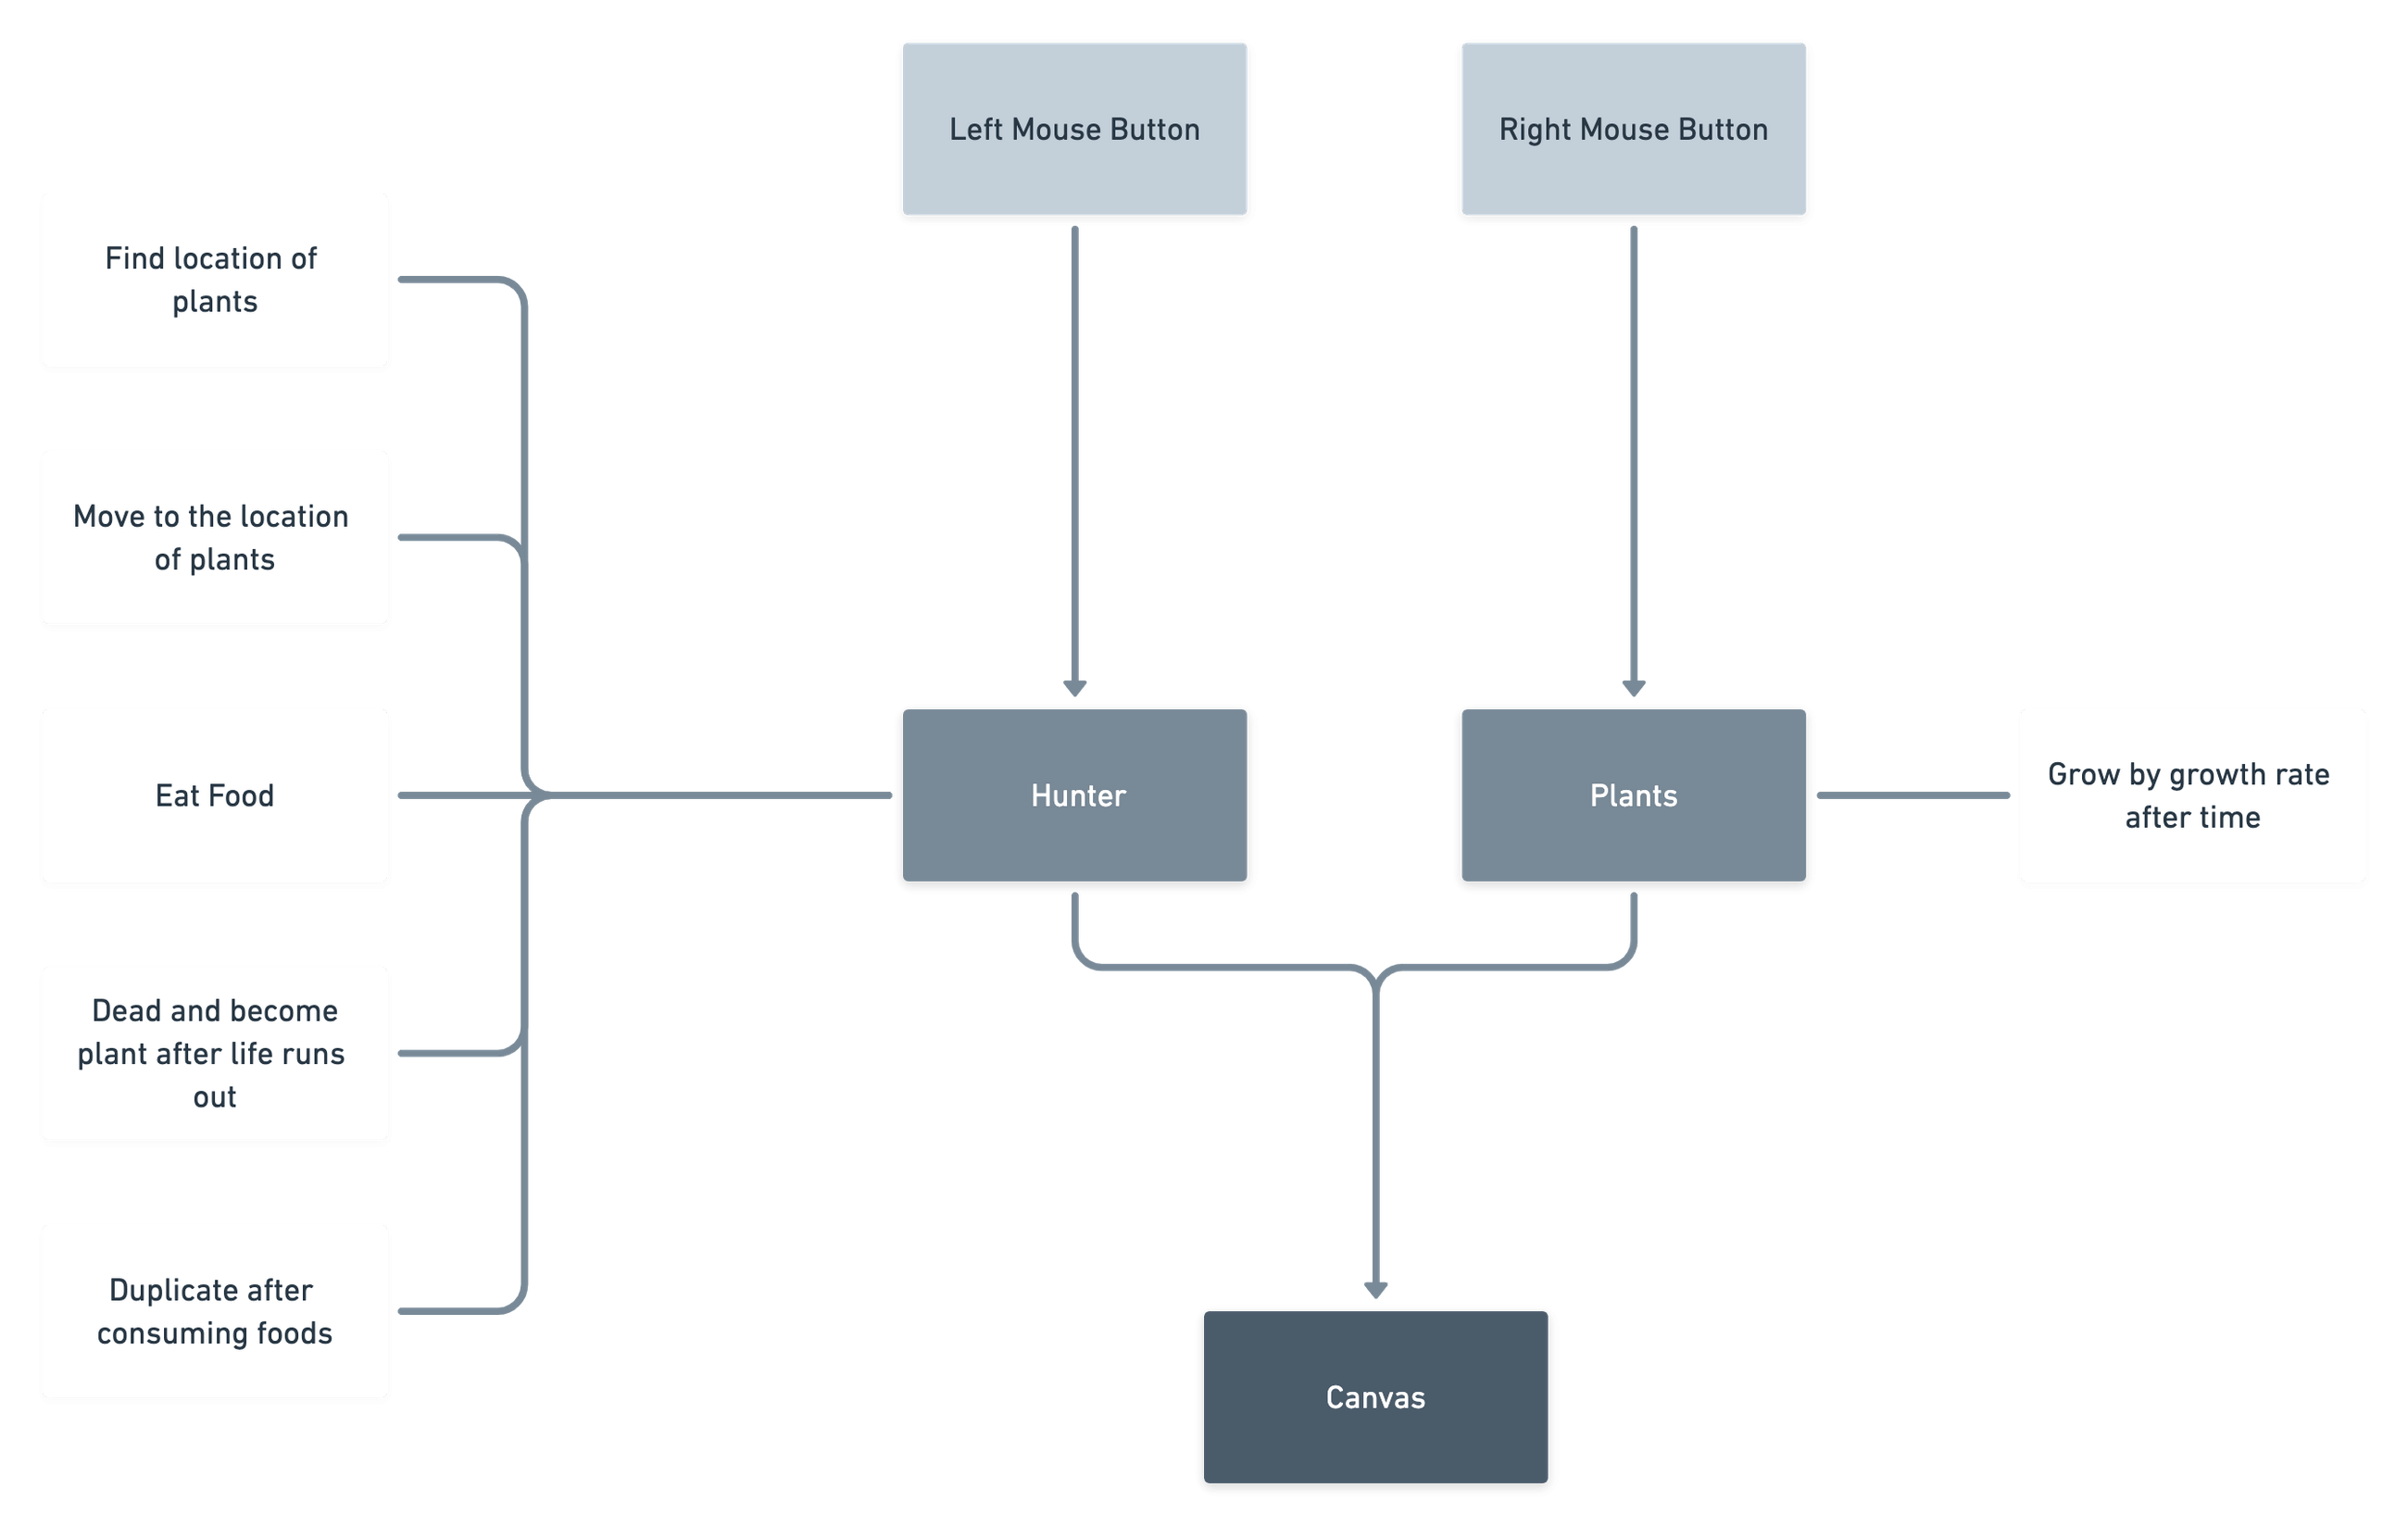 Left Mouse Button
Right Mouse Button
Find location of
plants
Move to the location
of plants
Eat Food
Hunter
Plants
Grow by growth rate
after time
Dead and become
plant after life runs
out
Duplicate after
consuming foods
Canvas